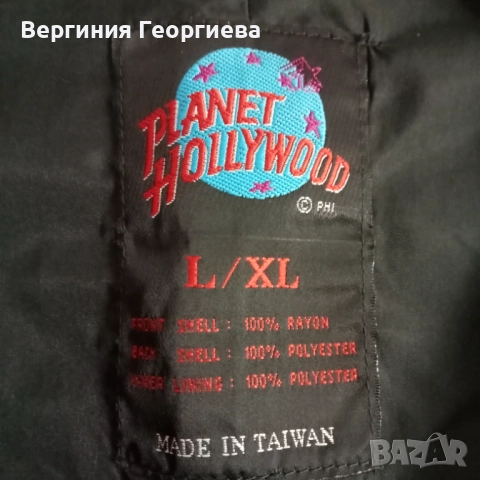 Вергиния Георгиева
PLANET
HOLLYWOOD
© PHI
L/XL
FRONT SHELL: 100% RAYON
BACK SHELL: 100% POLYESTER
INNER LINING: 100% POLYESTER
MADE IN TAIWAN
BAZAR